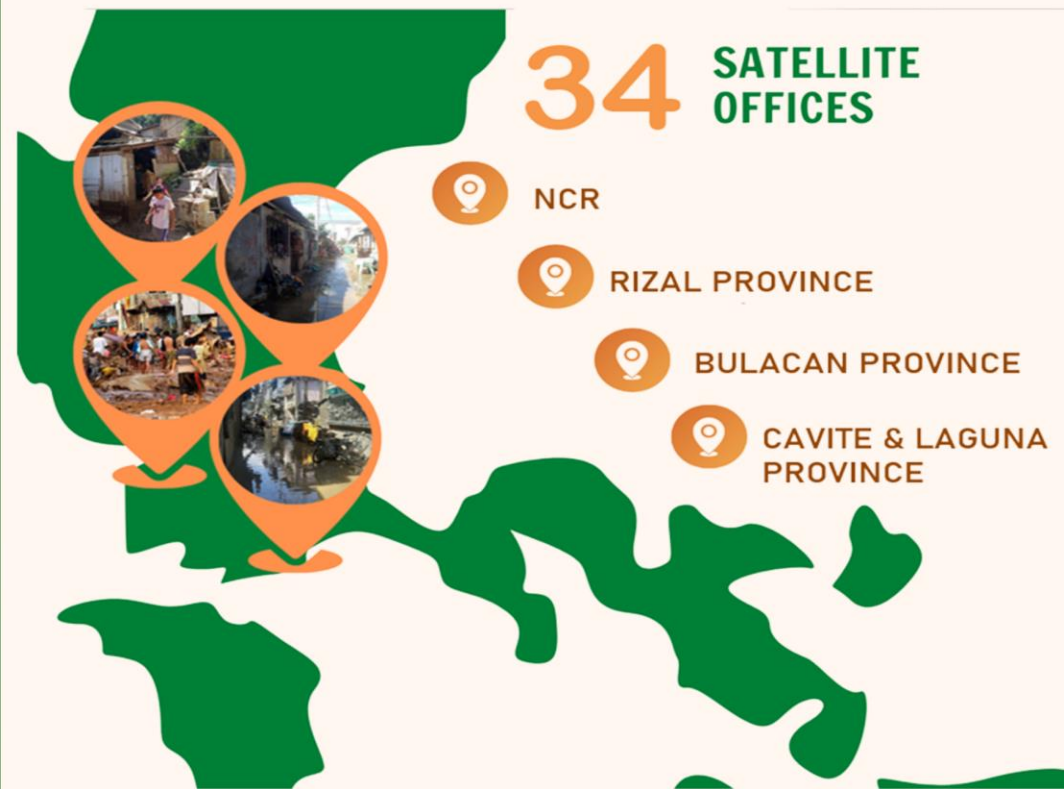 34 SATELLITE
OFFICES
NCR
RIZAL PROVINCE
BULACAN PROVINCE
CAVITE & LAGUNA
PROVINCE